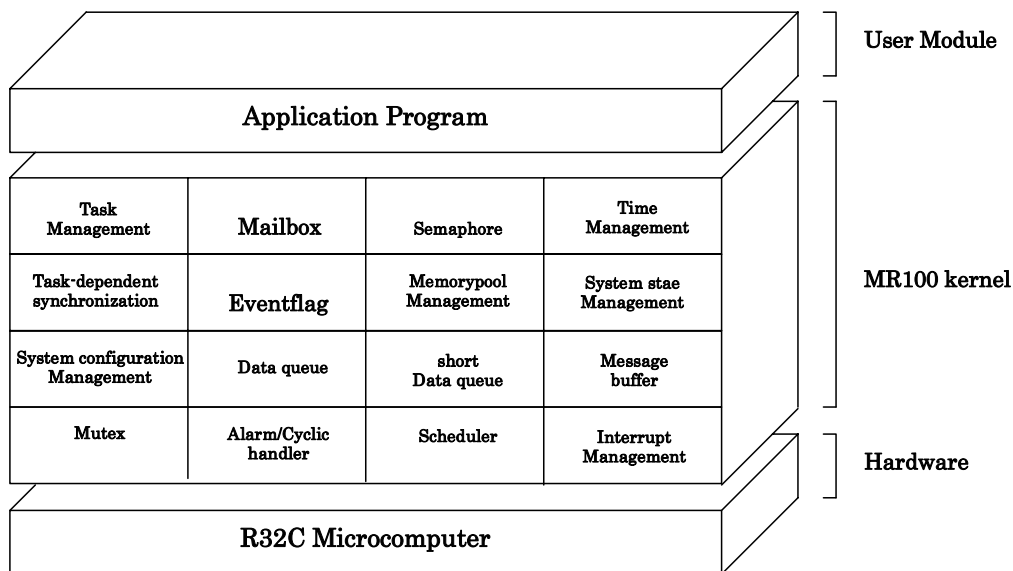 User Module
Application Program
Task
Management
Mailbox
Semaphore
Time
Management
Task-dependent
synchronization
Eventflag
Memorypool
Management
System stae
Management
MR100 kernel
System configuration
Management
Data queue
short
Data queue
Message
buffer
Mutex
Alarm/Cyclic
handler
Scheduler
Interrupt
Management
Hardware
R32C Microcomputer